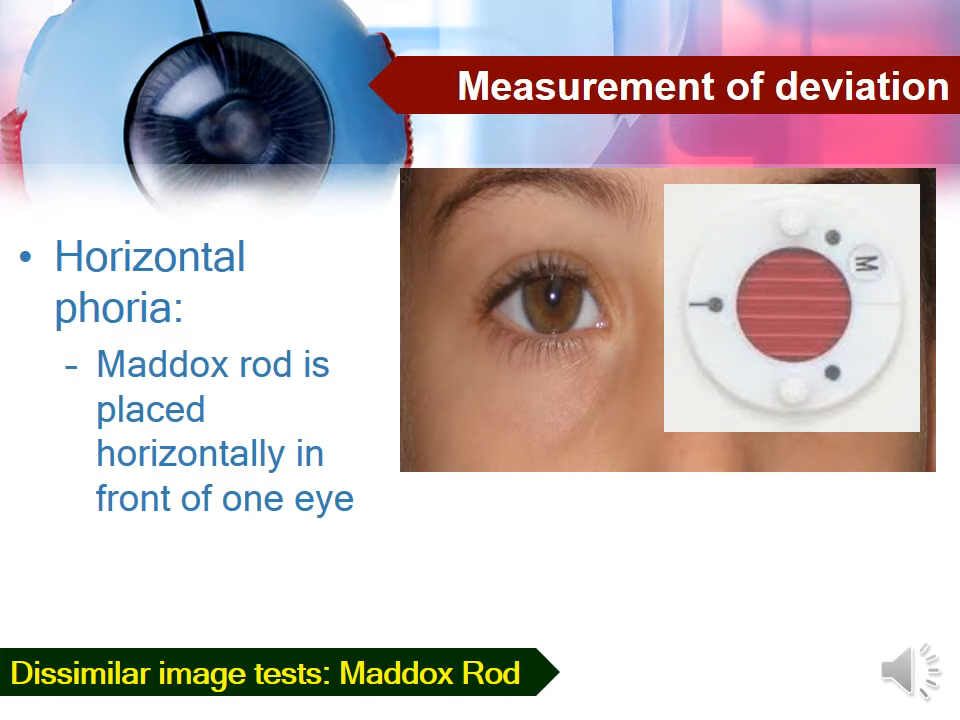 Measurement of deviation
• Horizontal
phoria:
- Maddox rod is
placed
horizontally in
front of one eye
M
Dissimilar image tests: Maddox Rod